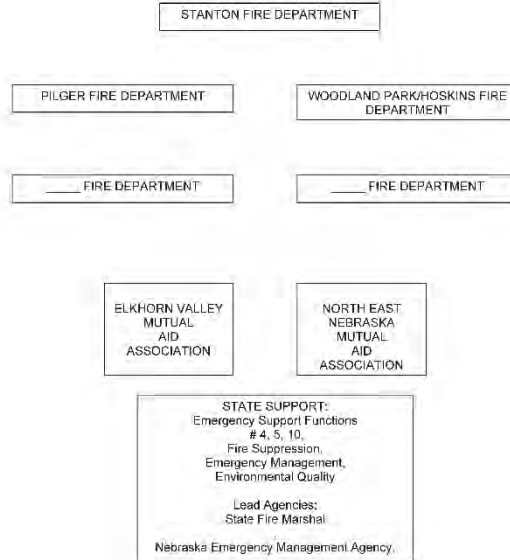 STANTON FIRE DEPARTMENT
PILGER FIRE DEPARTMENT
WOODLAND PARK/HOSKINS FIRE
DEPARTMENT
_____ FIRE DEPARTMENT
_____ FIRE DEPARTMENT
ELKHORN VALLEY
MUTUAL
AID
ASSOCIATION
NORTH EAST
NEBRASKA
MUTUAL
AID
ASSOCIATION
STATE SUPPORT:
Emergency Support Functions
# 4, 5, 10,
Fire Suppression,
Emergency Management,
Environmental Quality
Lead Agencies:
State Fire Marshal
Nebraska Emergency Management Agency,